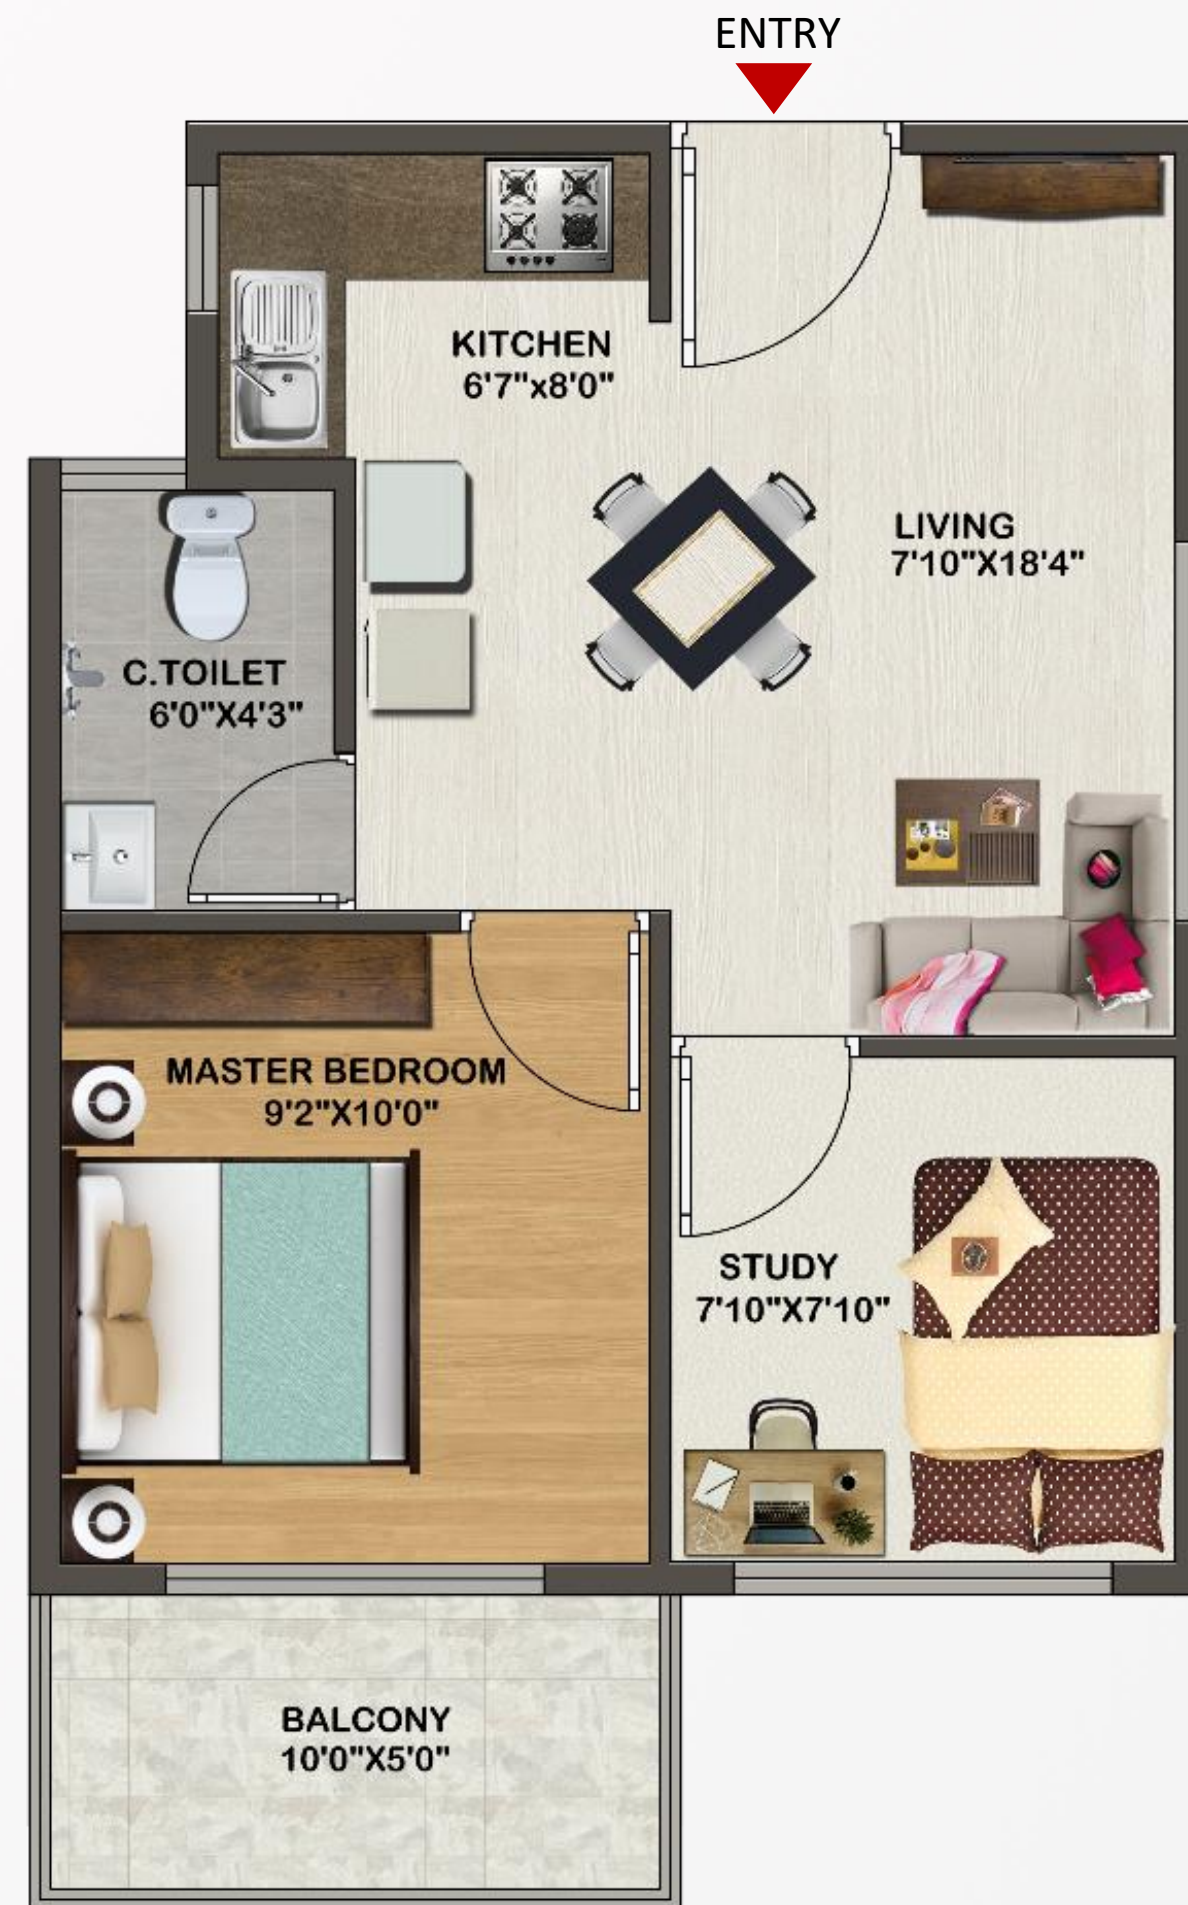 ENTRY
KITCHEN
6'7"x8'0"
LIVING
7'10"X18'4"
C.TOILET
6'0"X4'3"
MASTER BEDROOM
9'2"X10'0"
STUDY
7'10"X7'10"
BALCONY
10'0"X5'0"